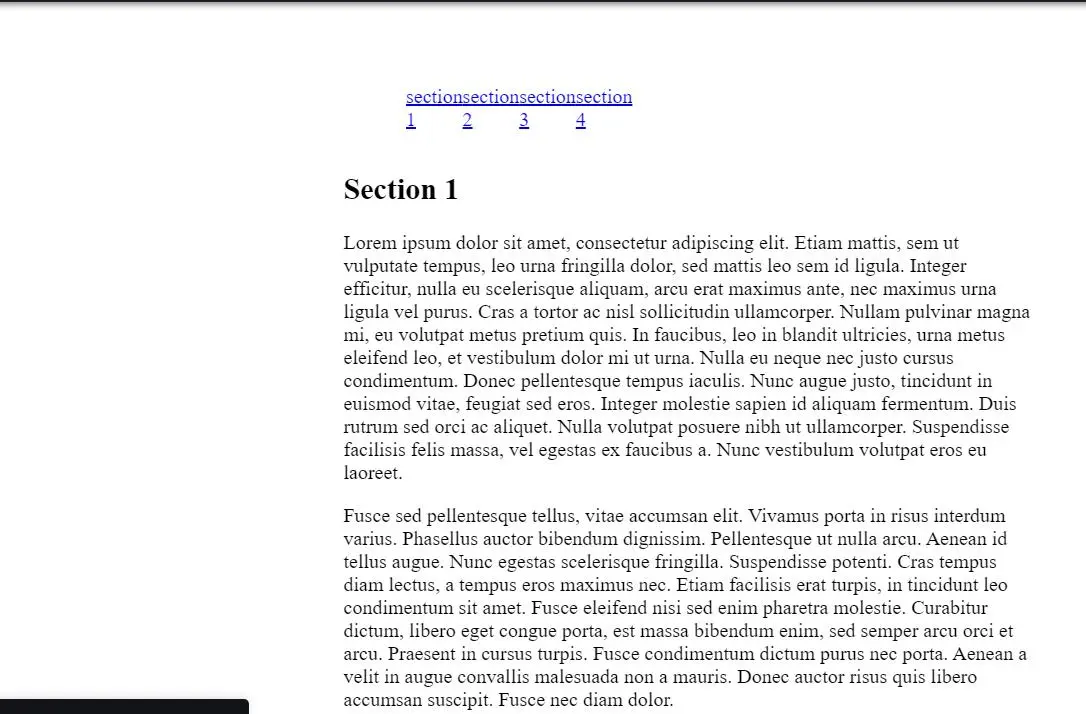 sectionsectionsectionsection
1 2 3 4
Section 1
Lorem ipsum dolor sit amet, consectetur adipiscing elit. Etiam mattis, sem ut
vulputate tempus, leo urna fringilla dolor, sed mattis leo sem id ligula. Integer
efficitur, nulla eu scelerisque aliquam, arcu erat maximus ante, nec maximus urna
ligula vel purus. Cras a tortor ac nisl sollicitudin ullamcorper. Nullam pulvinar magna
mi, eu volutpat metus pretium quis. In faucibus, leo in blandit ultricies, urna metus
eleifend leo, et vestibulum dolor mi ut urna. Nulla eu neque nec justo cursus
condimentum. Donec pellentesque tempus iaculis. Nunc augue justo, tincidunt in
euismod vitae, feugiat sed eros. Integer molestie sapien id aliquam fermentum. Duis
rutrum sed orci ac aliquet. Nulla volutpat posuere nibh ut ullamcorper. Suspendisse
facilisis felis massa, vel egestas ex faucibus a. Nunc vestibulum volutpat eros eu
laoreet.
Fusce sed pellentesque tellus, vitae accumsan elit. Vivamus porta in risus interdum
varius. Phasellus auctor bibendum dignissim. Pellentesque ut nulla arcu. Aenean id
tellus augue. Nunc egestas scelerisque fringilla. Suspendisse potenti. Cras tempus
diam lectus, a tempus eros maximus nec. Etiam facilisis erat turpis, in tincidunt leo
condimentum sit amet. Fusce eleifend nisi sed enim pharetra molestie. Curabitur
dictum, libero eget congue porta, est massa bibendum enim, sed semper arcu orci et
arcu. Praesent in cursus turpis. Fusce condimentum dictum purus nec porta. Aenean a
velit in augue convallis malesuada non a mauris. Donec auctor risus quis libero
accumsan suscipit. Fusce nec diam dolor.